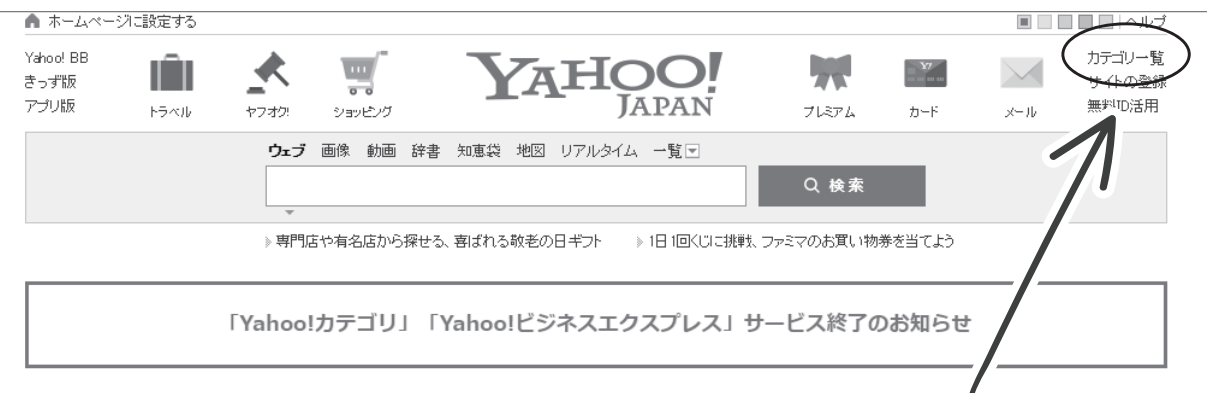 ホームページに設定する
ヘルプ
Yahoo! BB
きっず版
アプリ版
トラベル
ヤフオク!
ショッピング
YAHOO!
JAPAN
プレミアム
Y7
カード
メール
カテゴリ一覧
サイトの登録
無料ID活用
ウェブ 画像 動画 辞書 知恵袋 地図 リアルタイム 一覧
検索
専門店や有名店から探せる、喜ばれる敬老の日ギフト 1日1回くじに挑戦、ファミマのお買い物券を当てよう
「Yahoo!カテゴリ」「Yahoo!ビジネスエクスプレス」サービス終了のお知らせ